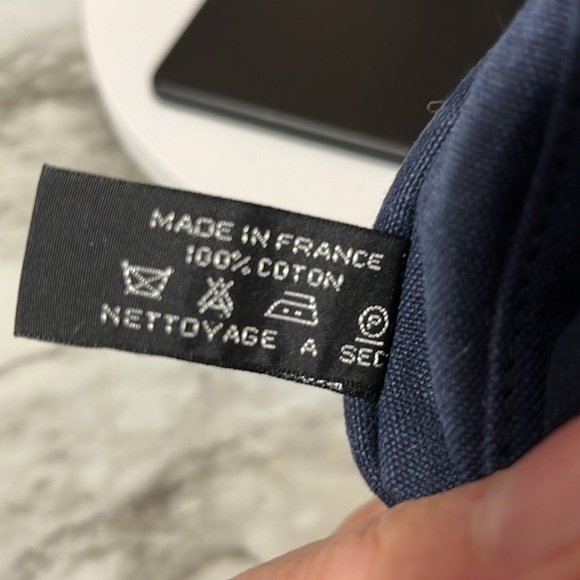 MADE IN FRANCE
100% COTON
P
NETTOYAGE A SEC